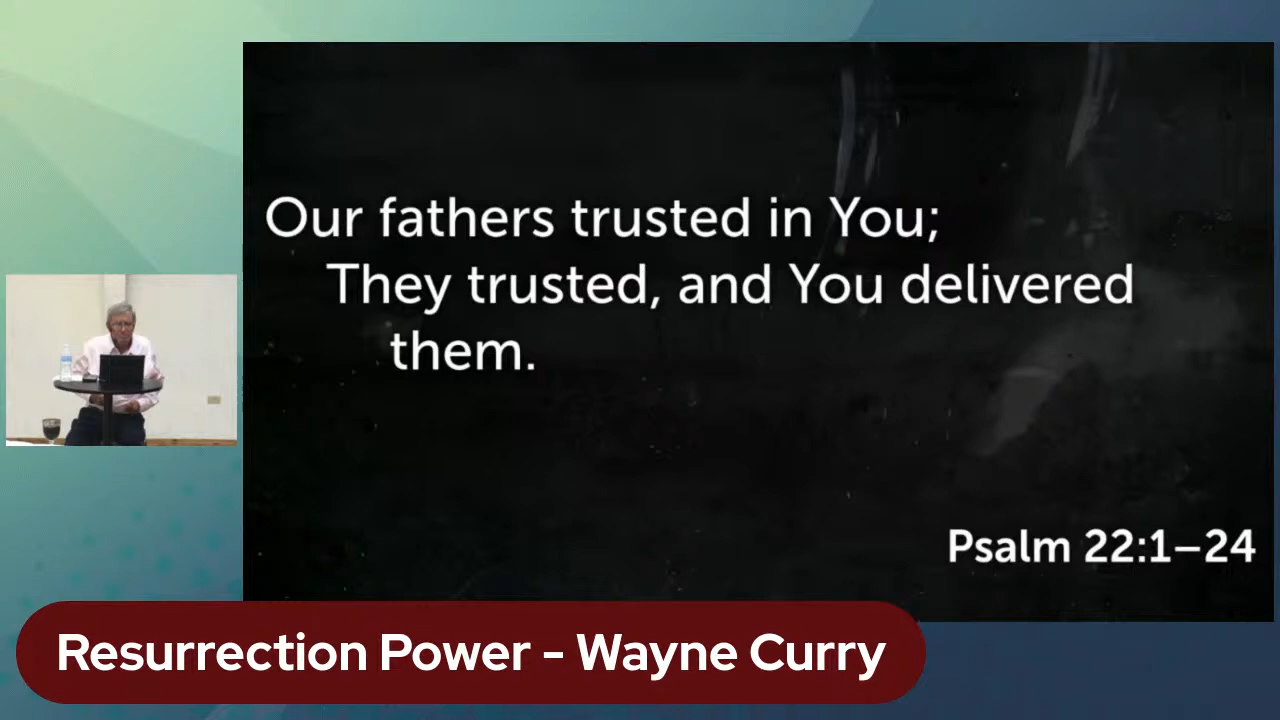 Our fathers trusted in You;
They trusted, and You delivered
them.
Psalm 22:1–24
Resurrection Power - Wayne Curry